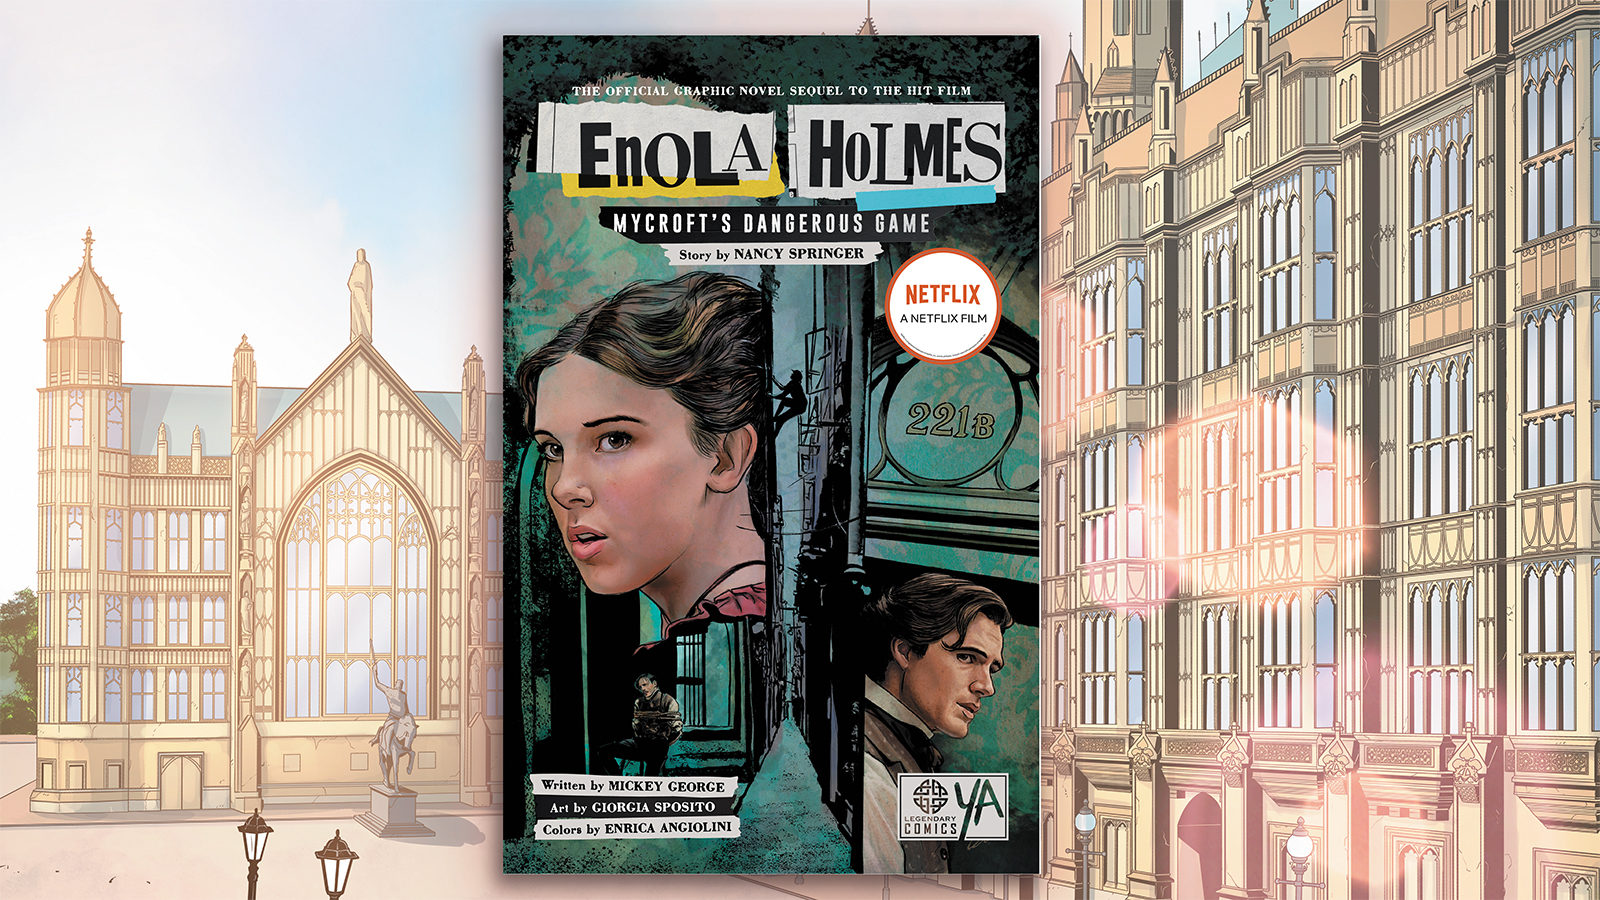 THE OFFICIAL GRAPHIC NOVEL SEQUEL TO THE HIT FILM
ENOLA HOLMES
MYCROFT'S DANGEROUS GAME
Story by NANCY SPRINGER
NETFLIX
A NETFLIX FILM
221B
Written by MICKEY GEORGE
Art by GIORGIA SPOSITO
Colors by ENRICA ANGIOLINI
LEGENDARY
COMICS
YA